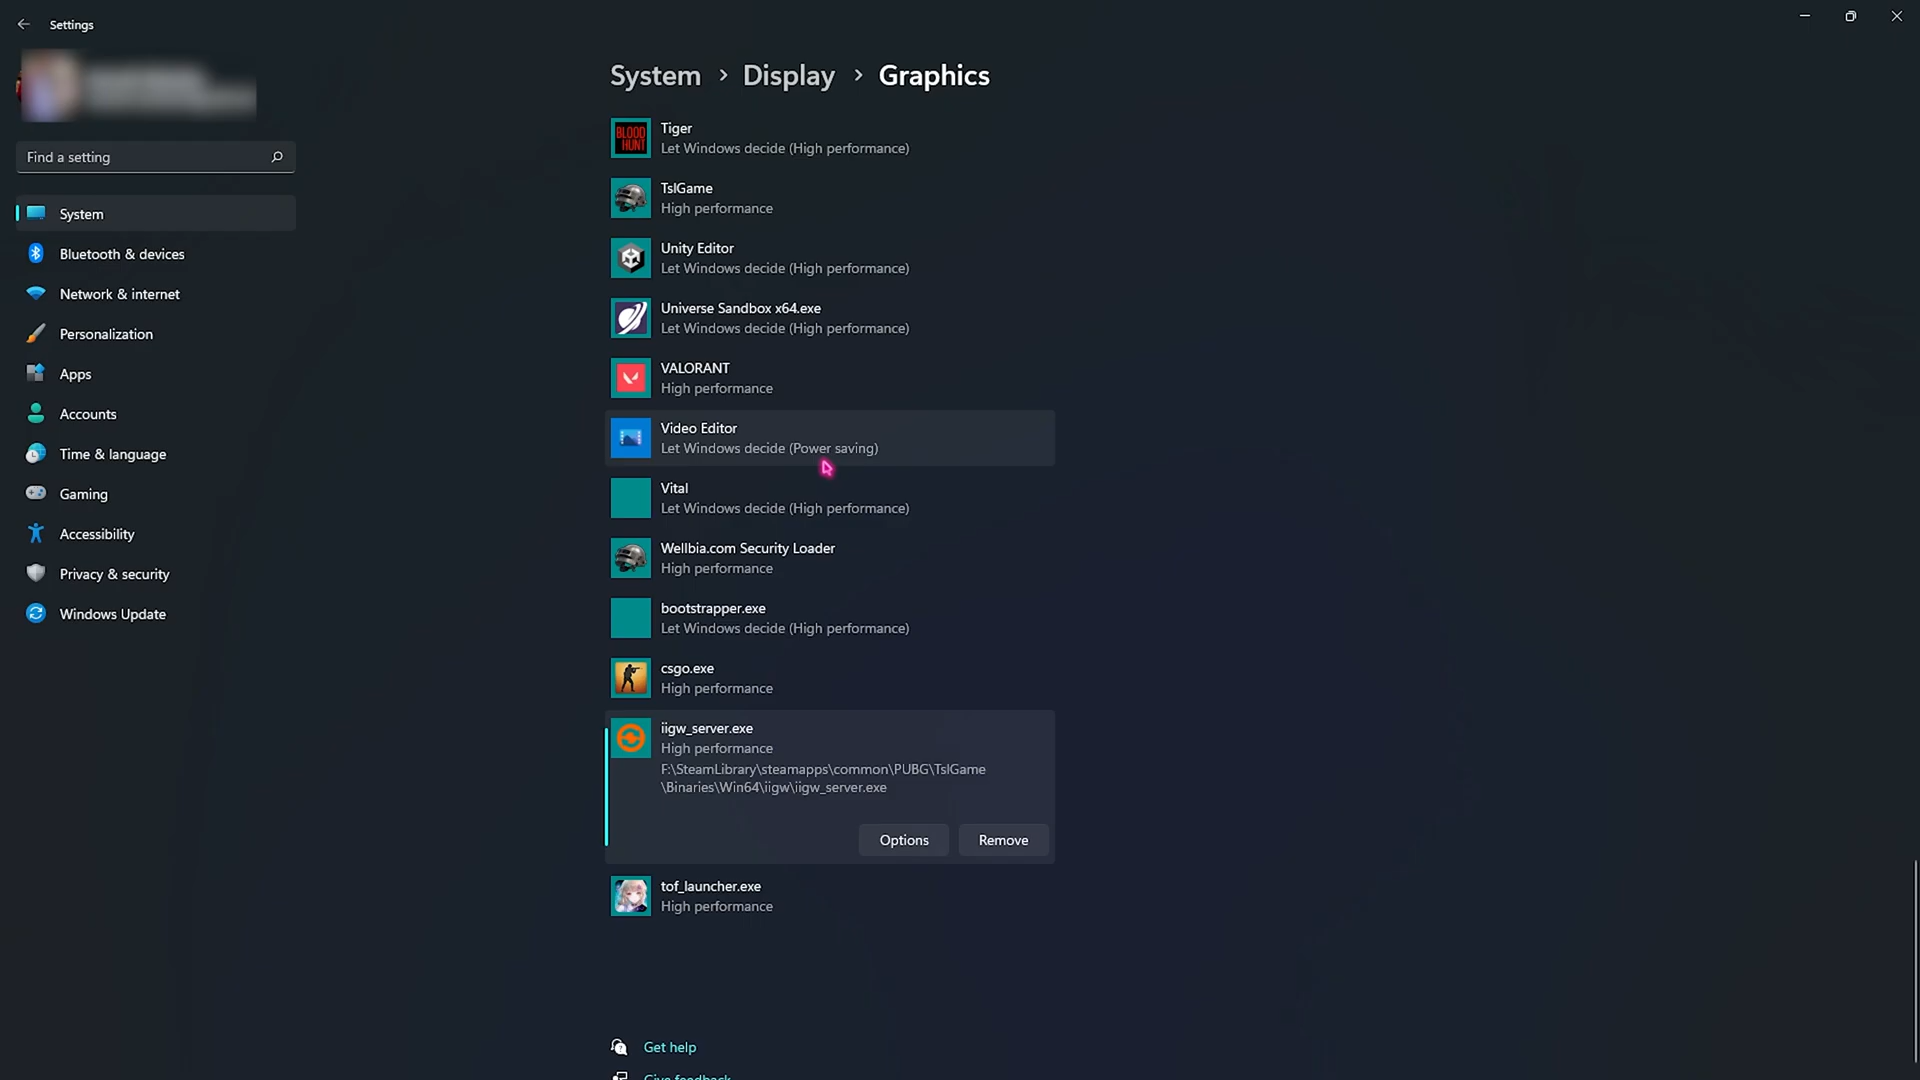 Settings
Find a setting
System
Bluetooth & devices
Network & internet
Personalization
Apps
Accounts
Time & language
Gaming
Accessibility
Privacy & security
Windows Update
System > Display > Graphics
BLOOD
HUNT
Tiger
Let Windows decide (High performance)
TslGame
High performance
Unity Editor
Let Windows decide (High performance)
Universe Sandbox x64.exe
Let Windows decide (High performance)
VALORANT
High performance
Video Editor
Let Windows decide (Power saving)
Vital
Let Windows decide (High performance)
Wellbia.com Security Loader
High performance
bootstrapper.exe
Let Windows decide (High performance)
csgo.exe
High performance
iigw_server.exe
High performance
F:\SteamLibrary\steamapps\common\PUBG\TslGame
\Binaries\Win64\iigw\iigw_server.exe
Options
Remove
tof_launcher.exe
High performance
Get help
Give feedback